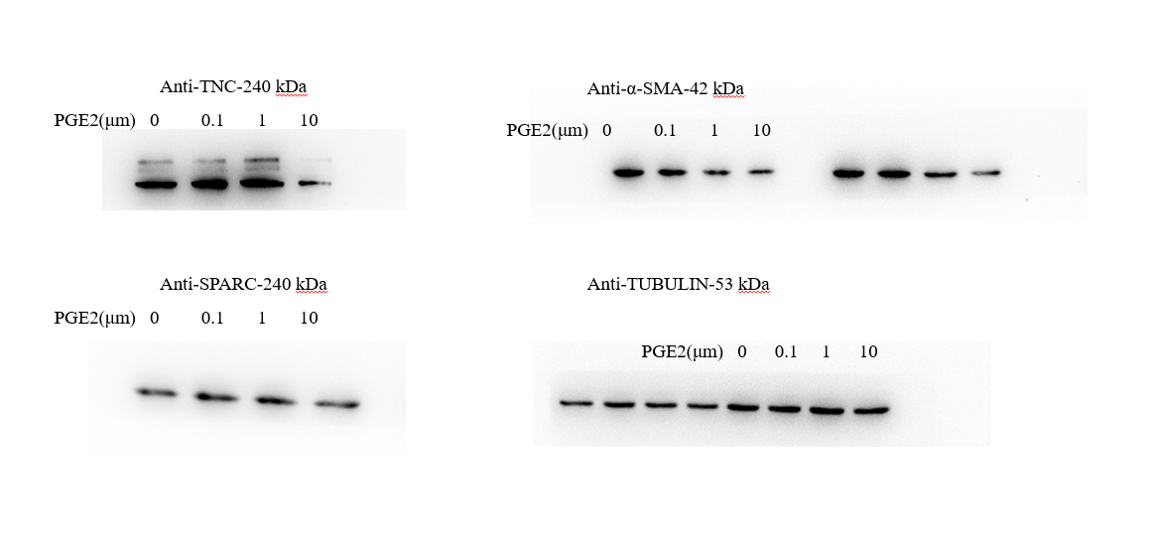 Anti-TNC-240 kDa
PGE2(μm) 0 0.1 1 10
Anti-α-SMA-42 kDa
PGE2(μm) 0 0.1 1 10
Anti-SPARC-240 kDa
PGE2(μm) 0 0.1 1 10
Anti-TUBULIN-53 kDa
PGE2(μm) 0 0.1 1 10